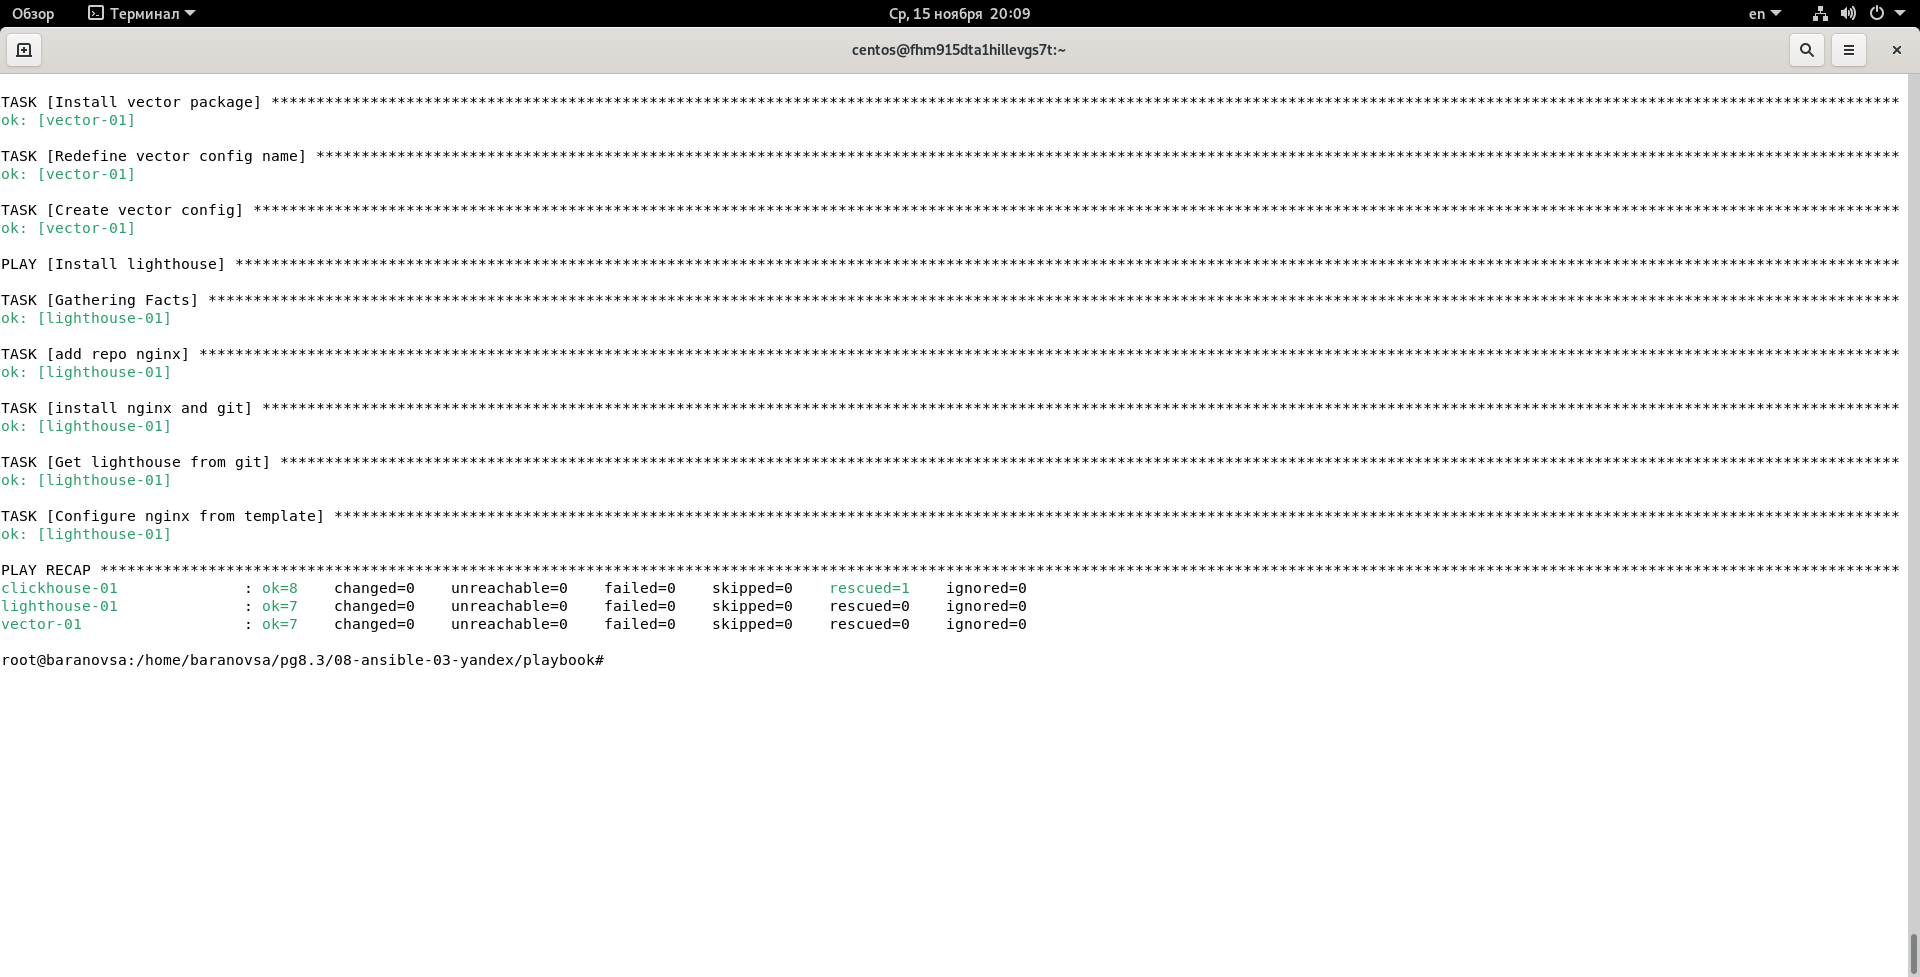 Обзор Терминал Ср, 15 ноября 20:09 en
centos@fhm915dta1hillevgs7t:~
TASK [Install vector package] ************************************************************************************************************************************************************************************
ok: [vector-01]
TASK [Redefine vector config name] *******************************************************************************************************************************************************************************
ok: [vector-01]
TASK [Create vector config] **************************************************************************************************************************************************************************************
ok: [vector-01]
PLAY [Install lighthouse] ****************************************************************************************************************************************************************************************
TASK [Gathering Facts] *******************************************************************************************************************************************************************************************
ok: [lighthouse-01]
TASK [add repo nginx] ********************************************************************************************************************************************************************************************
ok: [lighthouse-01]
TASK [install nginx and git] *************************************************************************************************************************************************************************************
ok: [lighthouse-01]
TASK [Get lighthouse from git] ***********************************************************************************************************************************************************************************
ok: [lighthouse-01]
TASK [Configure nginx from template] *****************************************************************************************************************************************************************************
ok: [lighthouse-01]
PLAY RECAP *******************************************************************************************************************************************************************************************************
clickhouse-01 : ok=8 changed=0 unreachable=0 failed=0 skipped=0 rescued=1 ignored=0
lighthouse-01 : ok=7 changed=0 unreachable=0 failed=0 skipped=0 rescued=0 ignored=0
vector-01 : ok=7 changed=0 unreachable=0 failed=0 skipped=0 rescued=0 ignored=0
root@baranovsa:/home/baranovsa/pg8.3/08-ansible-03-yandex/playbook#